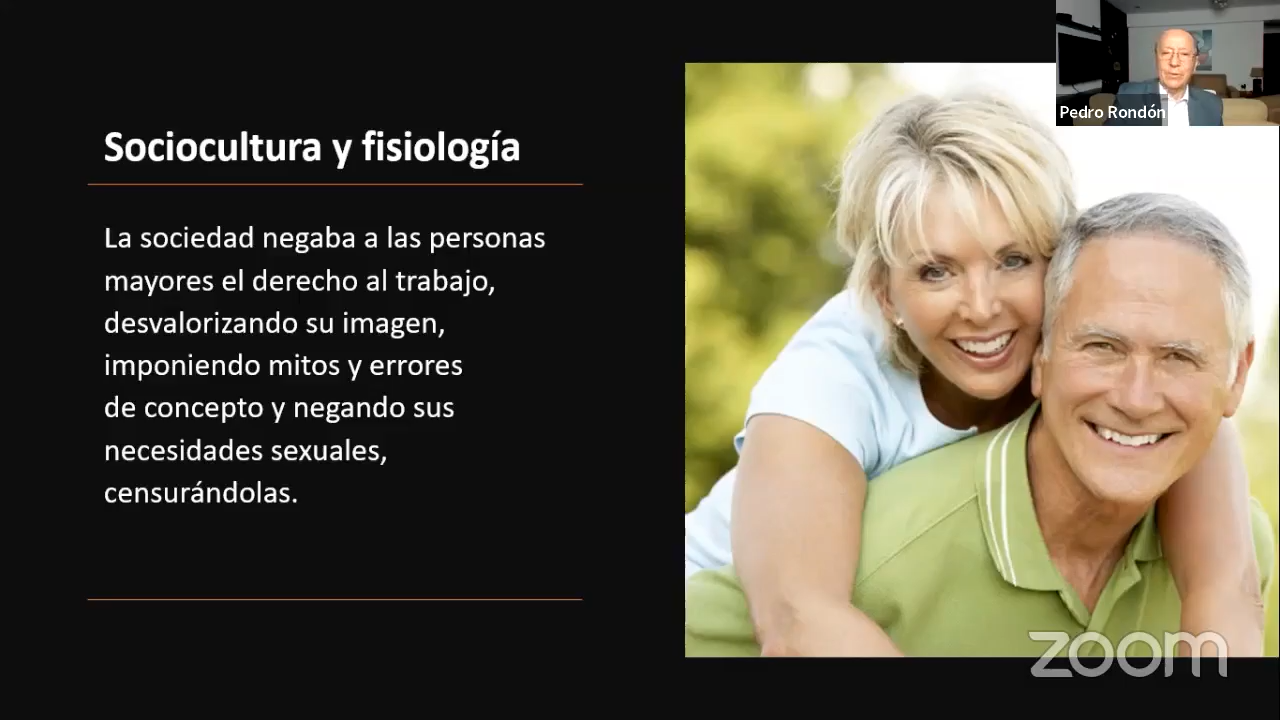 Sociocultura y fisiología
La sociedad negaba a las personas
mayores el derecho al trabajo,
desvalorizando su imagen,
imponiendo mitos y errores
de concepto y negando sus
necesidades sexuales,
censurándolas.
Pedro Rondón
zoom